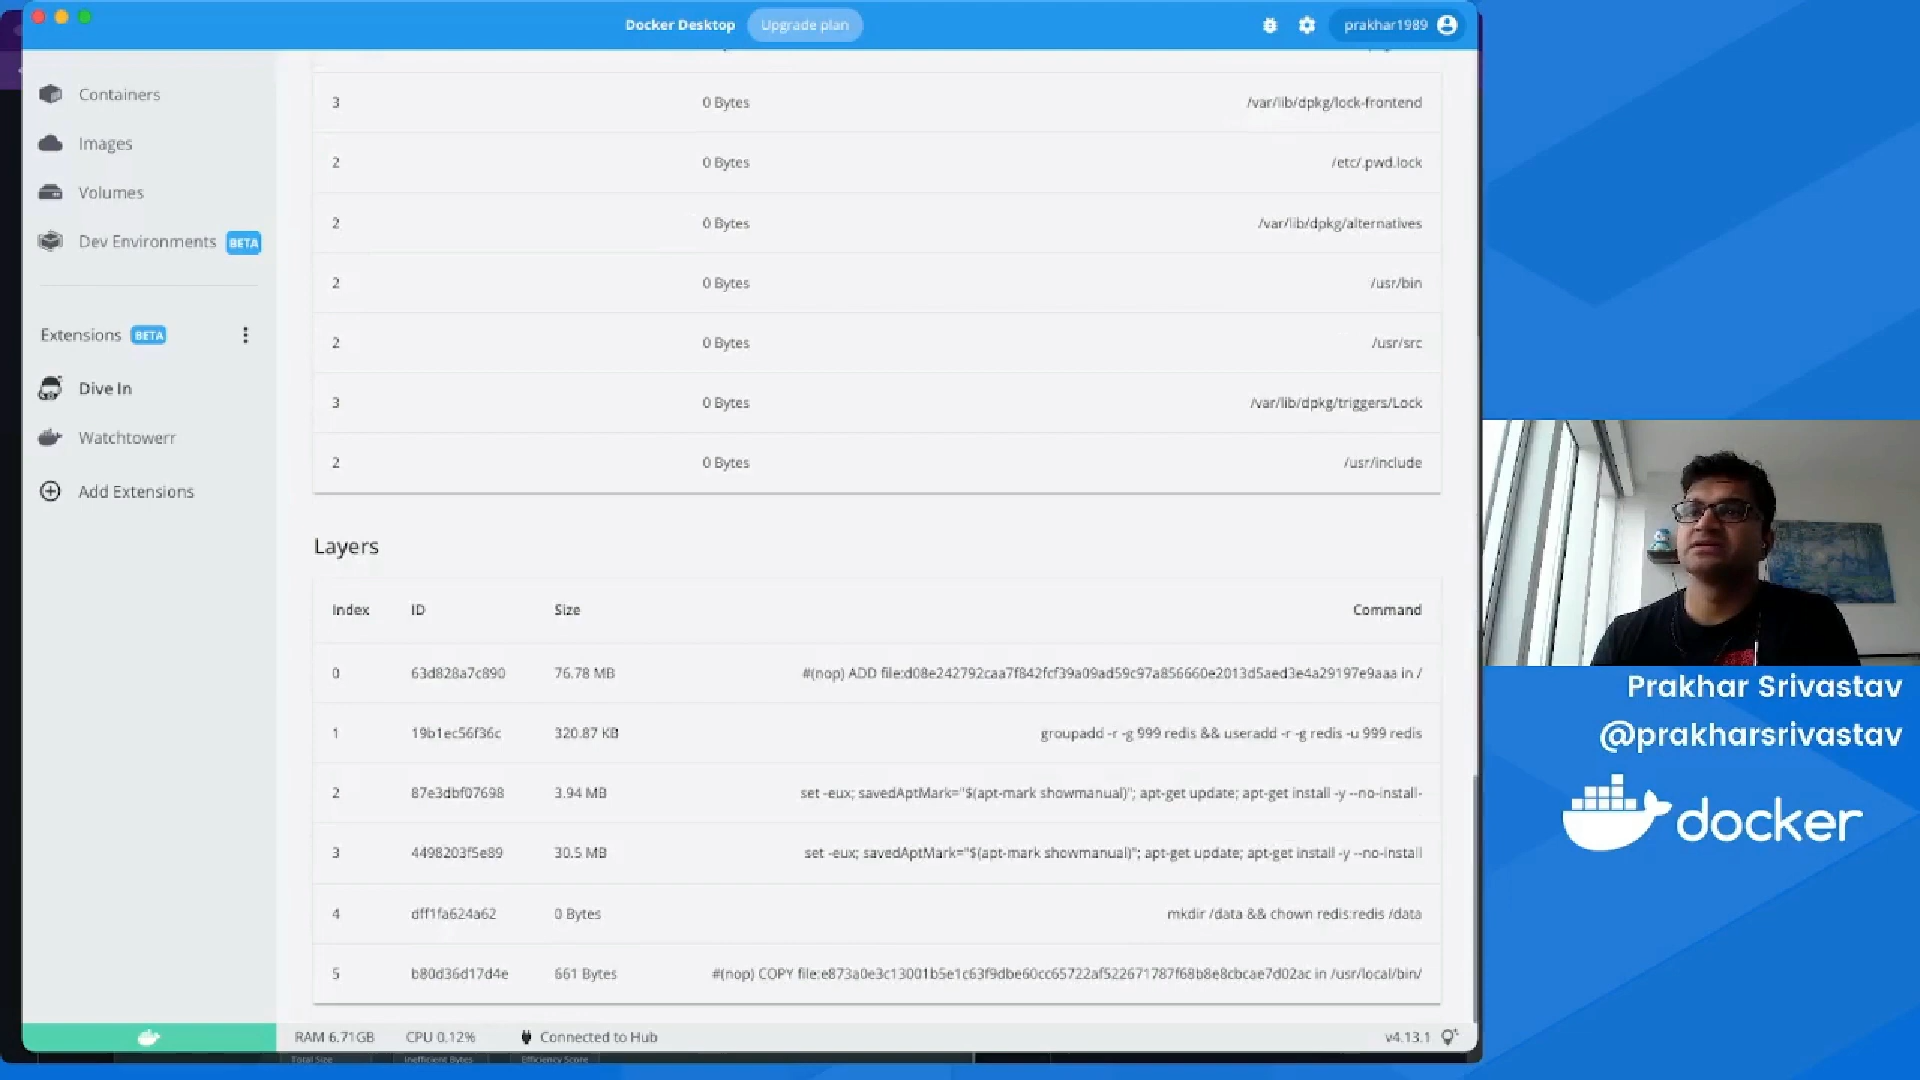 Docker Desktop Upgrade plan prakhar1989
Containers
Images
Volumes
Dev Environments BETA
Extensions BETA
Dive In
Watchtowerr
Add Extensions
3 0 Bytes /var/lib/dpkg/lock-frontend
2 0 Bytes /etc/.pwd.lock
2 0 Bytes /var/lib/dpkg/alternatives
2 0 Bytes /usr/bin
2 0 Bytes /usr/src
3 0 Bytes /var/lib/dpkg/triggers/Lock
2 0 Bytes /usr/include
Layers
Index ID Size Command
0 63d828a7c890 76.78 MB #(nop) ADD file:d08e242792caa7f842fcf39a09ad59c97a856660e2013d5aed3e4a29197e9aaa in /
1 19b1ec56f36c 320.87 KB groupadd -r -g 999 redis && useradd -r -g redis -u 999 redis
2 87e3dbf07698 3.94 MB set -eux; savedAptMark="$(apt-mark showmanual)"; apt-get update; apt-get install -y --no-install-
3 4498203f5e89 30.5 MB set -eux; savedAptMark="$(apt-mark showmanual)"; apt-get update; apt-get install -y --no-install
4 dff1fa624a62 0 Bytes mkdir /data && chown redis:redis /data
5 b80d36d17d4e 661 Bytes #(nop) COPY file:e873a0e3c13001b5e1c63f9dbe60cc65722af522671787f68b8e8cbcae7d02ac in /usr/local/bin/
RAM 6.71GB CPU 0.12% Connected to Hub v4.13.1
Total Size Inefficient Bytes Efficiency Score
Prakhar Srivastav
@prakharsrivastav
docker